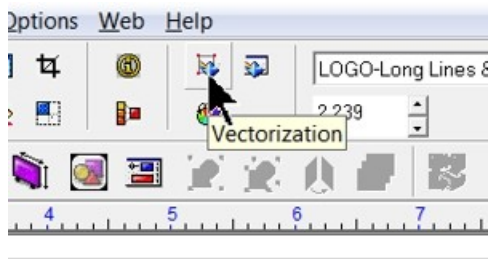 Options Web Help
LOGO-Long Lines &
2.239
Vectorization
4 5 6 7